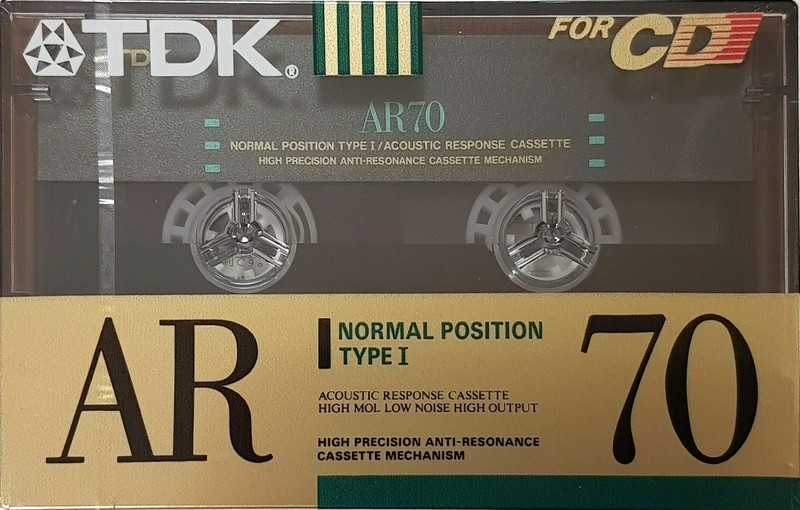 TDK®
FOR CD
AR70
NORMAL POSITION TYPE I/ACOUSTIC RESPONSE CASSETTE
HIGH PRECISION ANTI-RESONANCE CASSETTE MECHANISM
AR
NORMAL POSITION
TYPE I
ACOUSTIC RESPONSE CASSETTE
HIGH MOL LOW NOISE HIGH OUTPUT
HIGH PRECISION ANTI-RESONANCE
CASSETTE MECHANISM
70